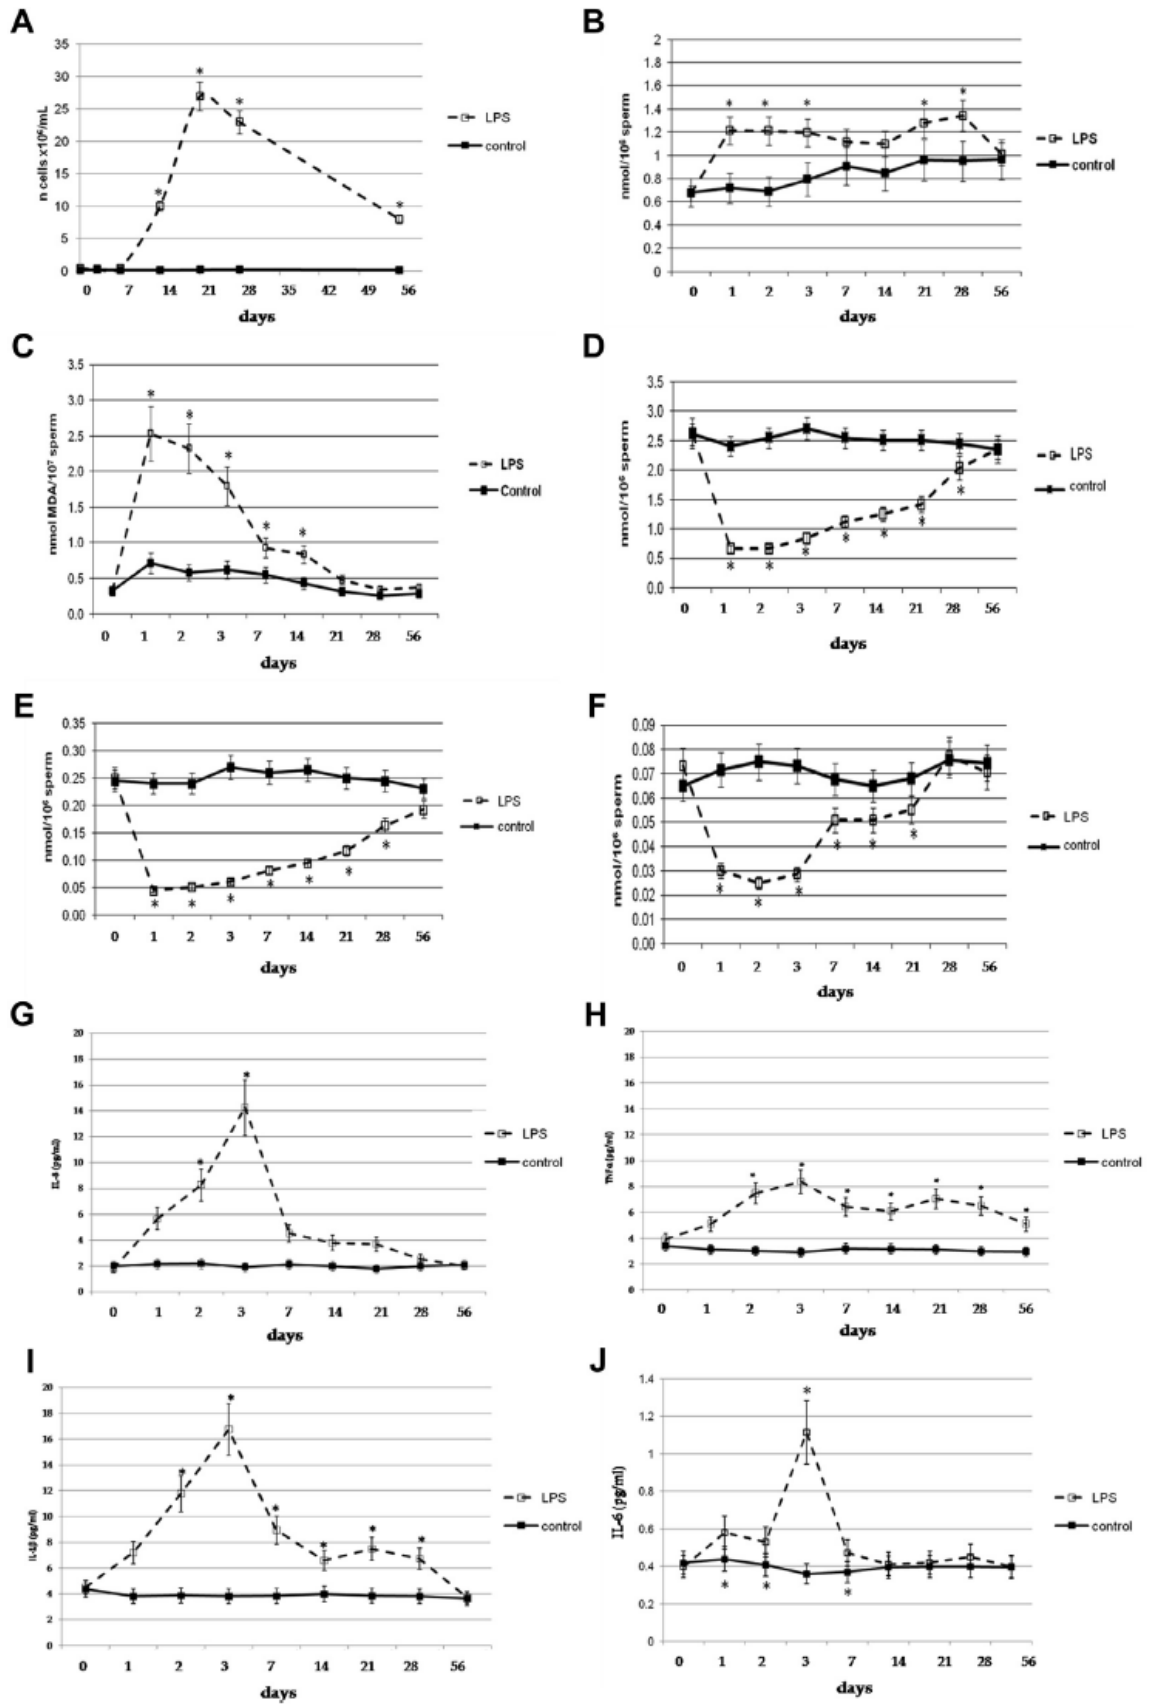 A
n cells x10⁶/mL
35
30
25
20
15
10
5
0
* * * *
0 7 14 21 28 35 42 49 56
days
LPS
control
B
nmol/10⁶ sperm
2
1.8
1.6
1.4
1.2
1
0.8
0.6
0.4
0.2
0
* * * * *
0 1 2 3 7 14 21 28 56
days
LPS
control
C
nmol MDA/10⁷ sperm
3.5
3.0
2.5
2.0
1.5
1.0
0.5
0.0
* * * * *
0 1 2 3 7 14 21 28 56
days
LPS
Control
D
nmol/10⁶ sperm
3.5
3.0
2.5
2.0
1.5
1.0
0.5
0.0
* * * * * * *
0 1 2 3 7 14 21 28 56
days
LPS
control
E
nmol/10⁶ sperm
0.35
0.30
0.25
0.20
0.15
0.10
0.05
0.00
* * * * * * *
0 1 2 3 7 14 21 28 56
days
LPS
control
F
nmol/10⁶ sperm
0.09
0.08
0.07
0.06
0.05
0.04
0.03
0.02
0.01
0.00
* * * * * *
0 1 2 3 7 14 21 28 56
days
LPS
control
G
(pg/ml)
20
18
16
14
12
10
8
6
4
2
0
* *
0 1 2 3 7 14 21 28 56
days
LPS
control
H
TNFα (pg/ml)
20
18
16
14
12
10
8
6
4
2
0
* * * * * * *
0 1 2 3 7 14 21 28 56
days
LPS
control
I
IL-1β (pg/ml)
20
18
16
14
12
10
8
6
4
2
0
* * * * * *
0 1 2 3 7 14 21 28 56
days
LPS
control
J
IL-6 (pg/ml)
1.4
1.2
1
0.8
0.6
0.4
0.2
0
* * * *
0 1 2 3 7 14 21 28 56
days
LPS
control